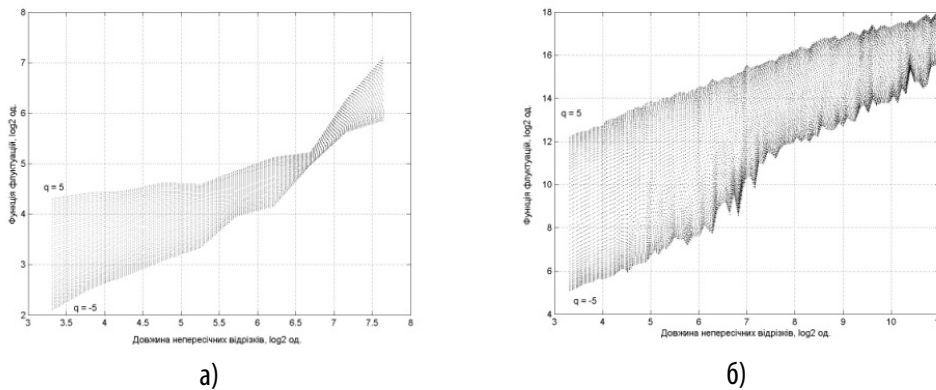 8
7
6
5
4
3
2
Функція флуктуацій, log2 од.
q = 5
q = -5
3 3.5 4 4.5 5 5.5 6 6.5 7 7.5 8
Довжина непересічних відрізків, log2 од.
а)
18
16
14
12
10
8
6
4
Функція флуктуацій, log2 од.
q = 5
q = -5
3 4 5 6 7 8 9 10 11
Довжина непересічних відрізків, log2 од.
б)